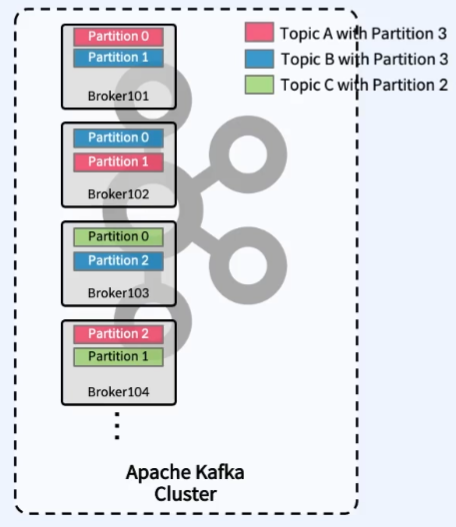 Partition 0
Partition 1
Broker101
Topic A with Partition 3
Topic B with Partition 3
Topic C with Partition 2
Partition 0
Partition 1
Broker102
Partition 0
Partition 2
Broker103
Partition 2
Partition 1
Broker104
Apache Kafka
Cluster